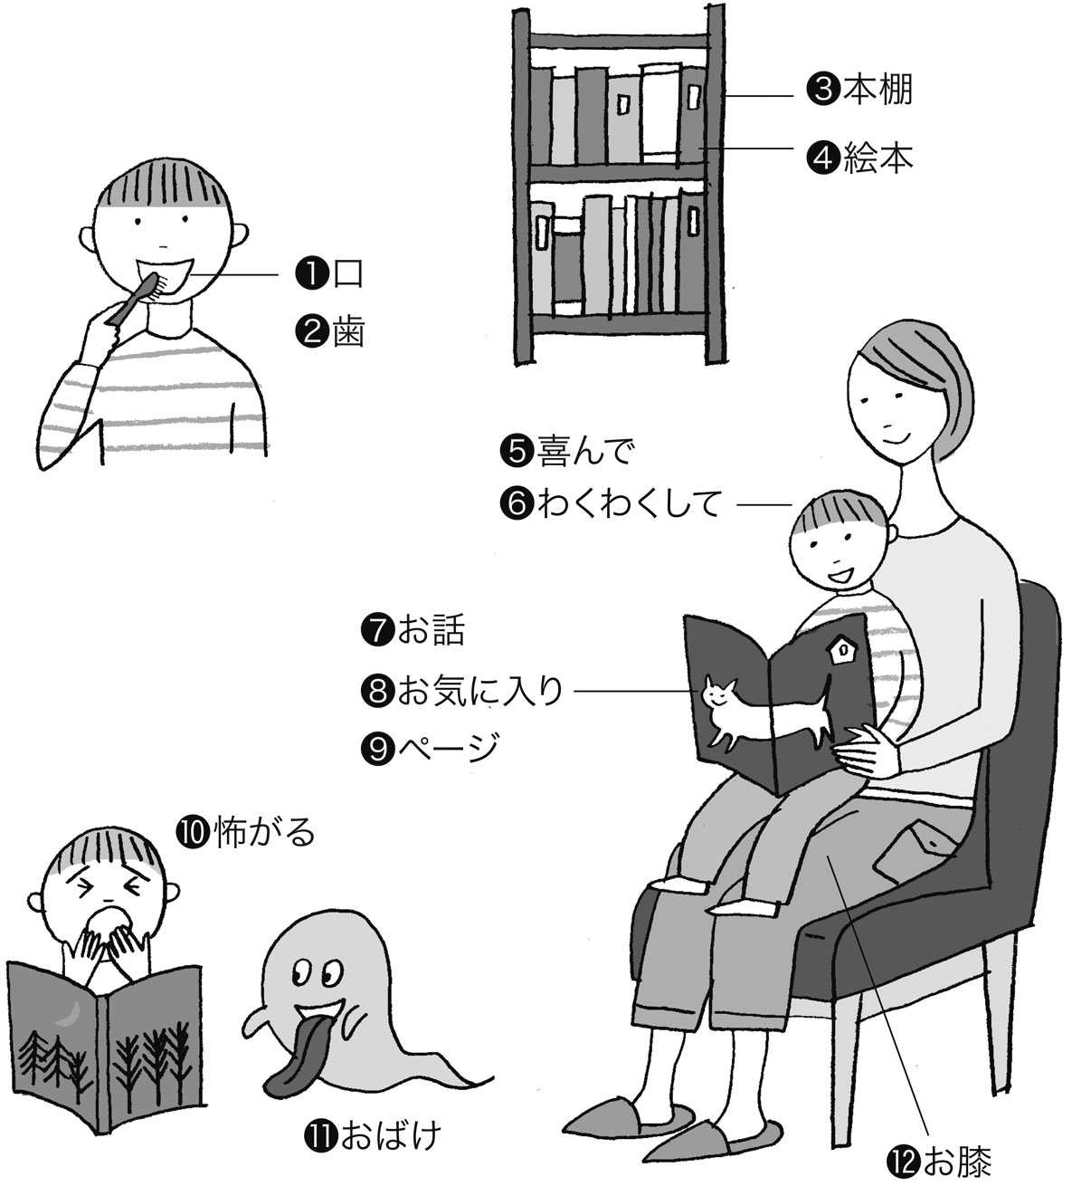 ❶口
❷歯
❸本棚
❹絵本
❺喜んで
❻わくわくして
❼お話
❽お気に入り
❾ページ
❿怖がる
⓫おばけ
⓬お膝